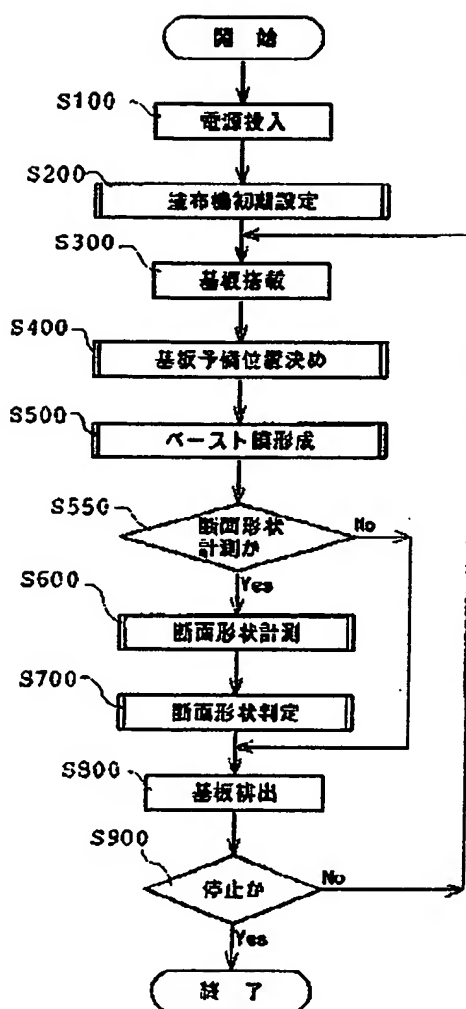 開 始
S100
電源投入
S200
塗布機初期設定
S300
基板搭載
S400
基板予備位置決め
S500
ペースト膜形成
S550
断面形状
計測か
No
Yes
S600
断面形状計測
S700
断面形状判定
S800
基板排出
S900
停止か
No
Yes
終 了